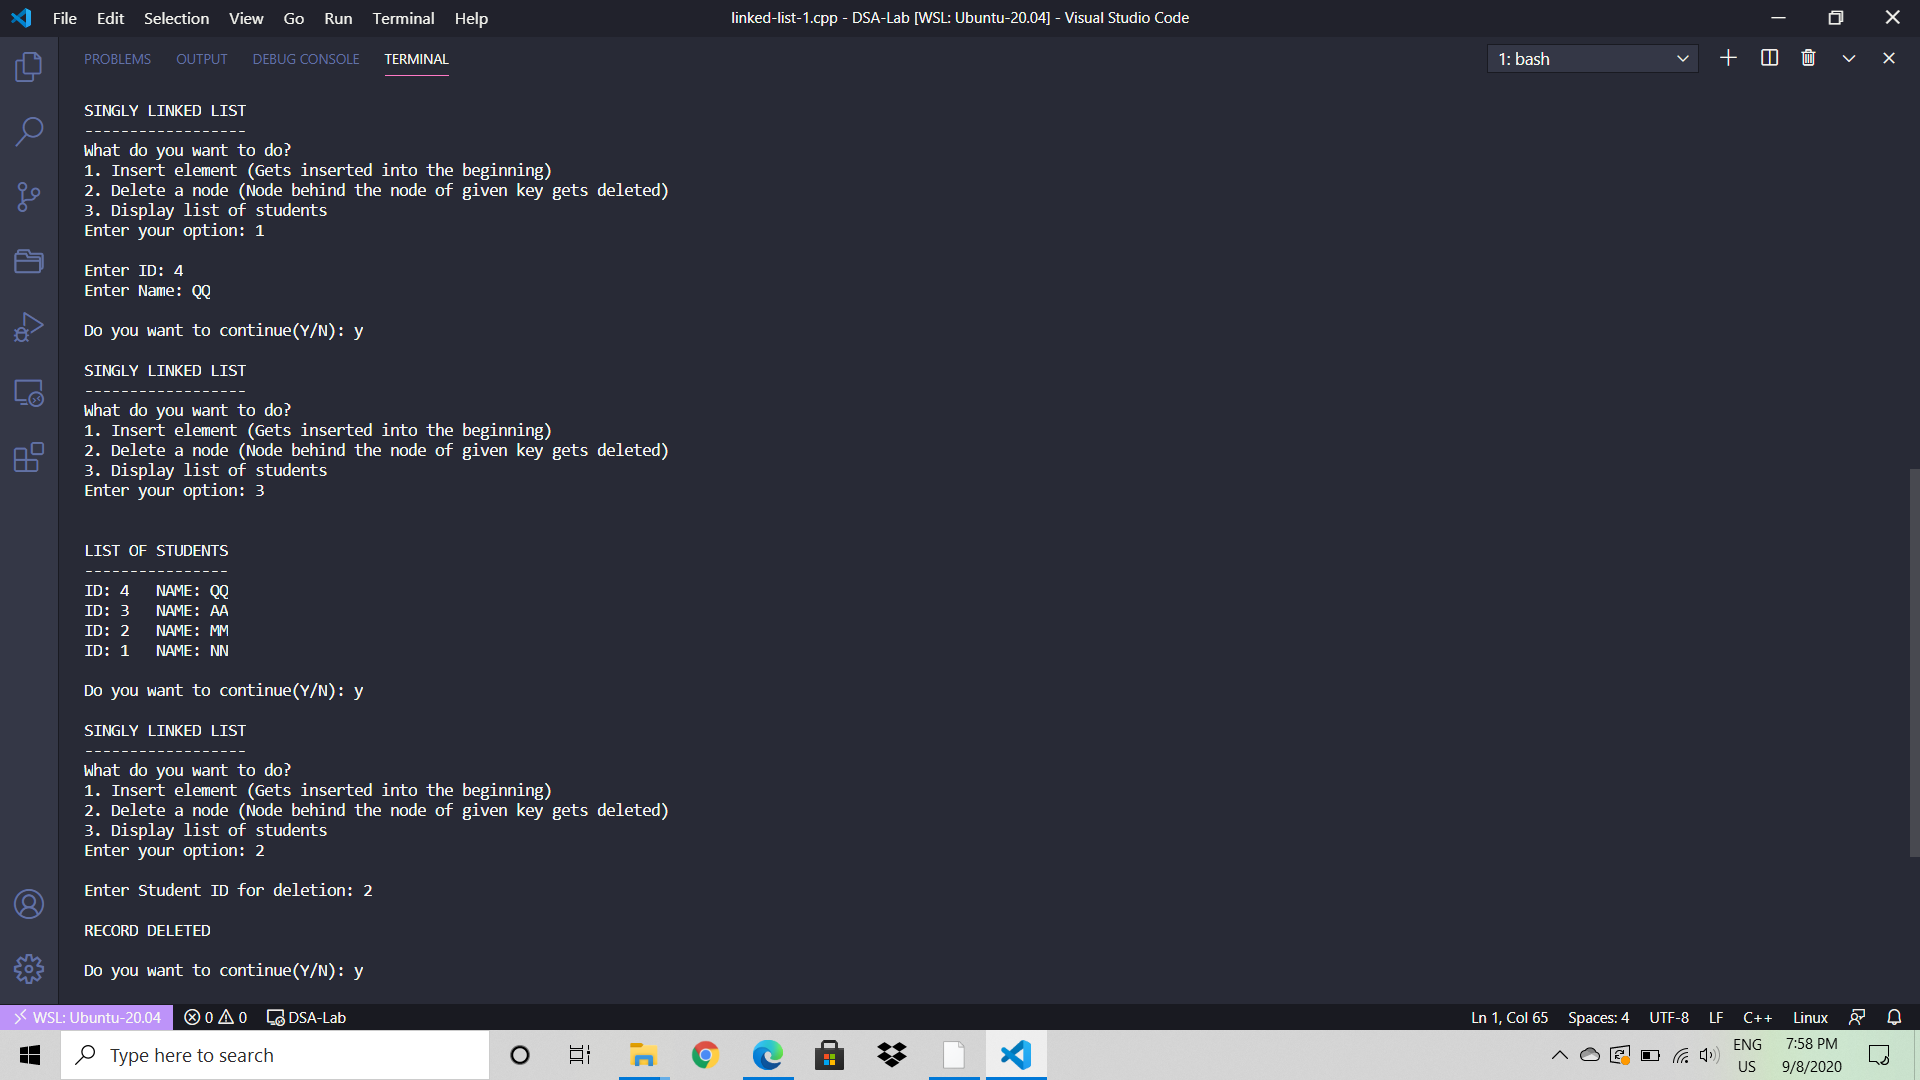 File Edit Selection View Go Run Terminal Help
linked-list-1.cpp - DSA-Lab [WSL: Ubuntu-20.04] - Visual Studio Code
PROBLEMS OUTPUT DEBUG CONSOLE TERMINAL
1: bash
SINGLY LINKED LIST
------------------
What do you want to do?
1. Insert element (Gets inserted into the beginning)
2. Delete a node (Node behind the node of given key gets deleted)
3. Display list of students
Enter your option: 1
Enter ID: 4
Enter Name: QQ
Do you want to continue(Y/N): y
SINGLY LINKED LIST
------------------
What do you want to do?
1. Insert element (Gets inserted into the beginning)
2. Delete a node (Node behind the node of given key gets deleted)
3. Display list of students
Enter your option: 3
LIST OF STUDENTS
----------------
ID: 4   NAME: QQ
ID: 3   NAME: AA
ID: 2   NAME: MM
ID: 1   NAME: NN
Do you want to continue(Y/N): y
SINGLY LINKED LIST
------------------
What do you want to do?
1. Insert element (Gets inserted into the beginning)
2. Delete a node (Node behind the node of given key gets deleted)
3. Display list of students
Enter your option: 2
Enter Student ID for deletion: 2
RECORD DELETED
Do you want to continue(Y/N): y
WSL: Ubuntu-20.04 0 0 DSA-Lab
Ln 1, Col 65 Spaces: 4 UTF-8 LF C++ Linux
Type here to search
ENG
US
7:58 PM
9/8/2020